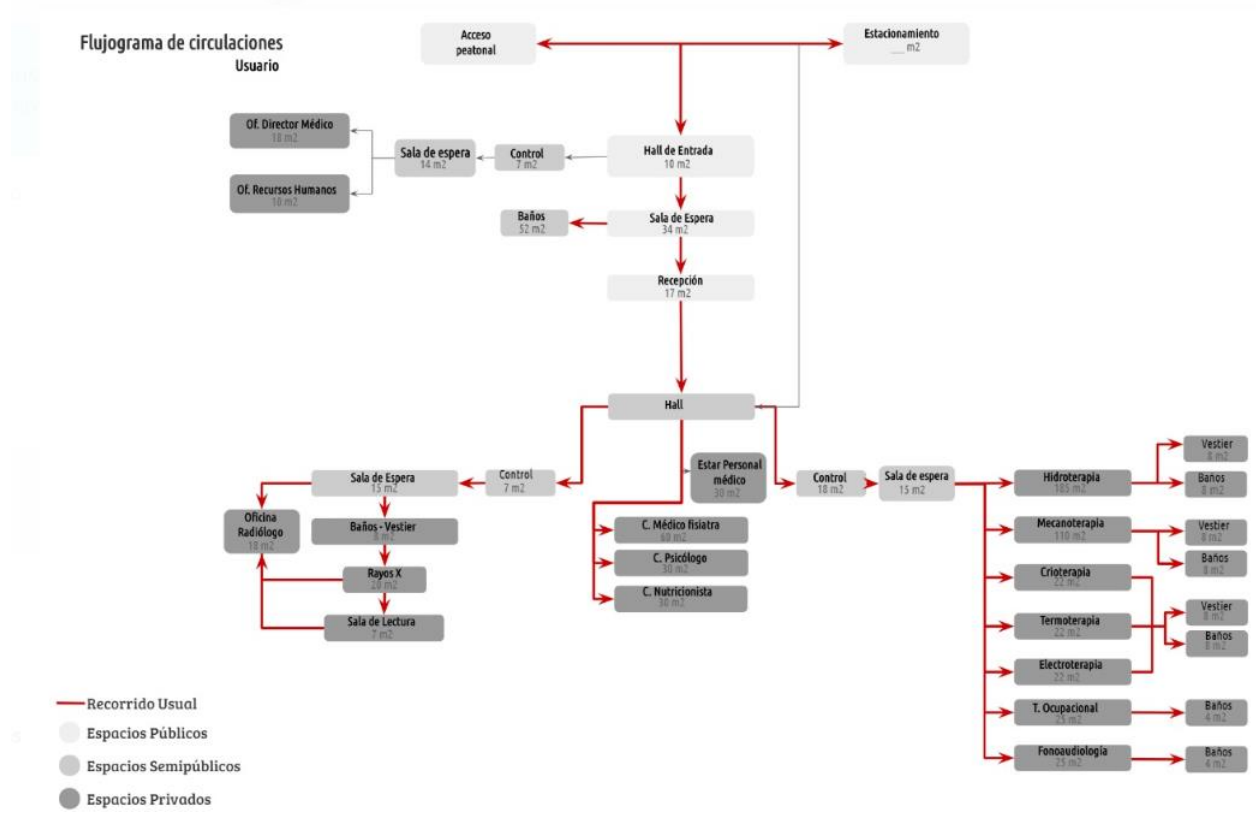 Flujograma de circulaciones
Usuario
Acceso
peatonal
Estacionamiento
___ m2
Of. Director Médico
18 m2
Of. Recursos Humanos
10 m2
Sala de espera
14 m2
Control
7 m2
Hall de Entrada
10 m2
Baños
52 m2
Sala de Espera
34 m2
Recepción
17 m2
Hall
Sala de Espera
15 m2
Control
7 m2
Oficina
Radiólogo
18 m2
Baños - Vestier
8 m2
Rayos X
20 m2
Sala de Lectura
7 m2
Estar Personal
médico
30 m2
C. Médico fisiatra
60 m2
C. Psicólogo
30 m2
C. Nutricionista
30 m2
Control
18 m2
Sala de espera
15 m2
Hidroterapia
185 m2
Vestier
8 m2
Baños
8 m2
Mecanoterapia
110 m2
Vestier
8 m2
Baños
8 m2
Crioterapia
22 m2
Termoterapia
22 m2
Electroterapia
22 m2
Vestier
8 m2
Baños
8 m2
T. Ocupacional
25 m2
Baños
4 m2
Fonoaudiología
25 m2
Baños
4 m2
Recorrido Usual
Espacios Públicos
Espacios Semipúblicos
Espacios Privados